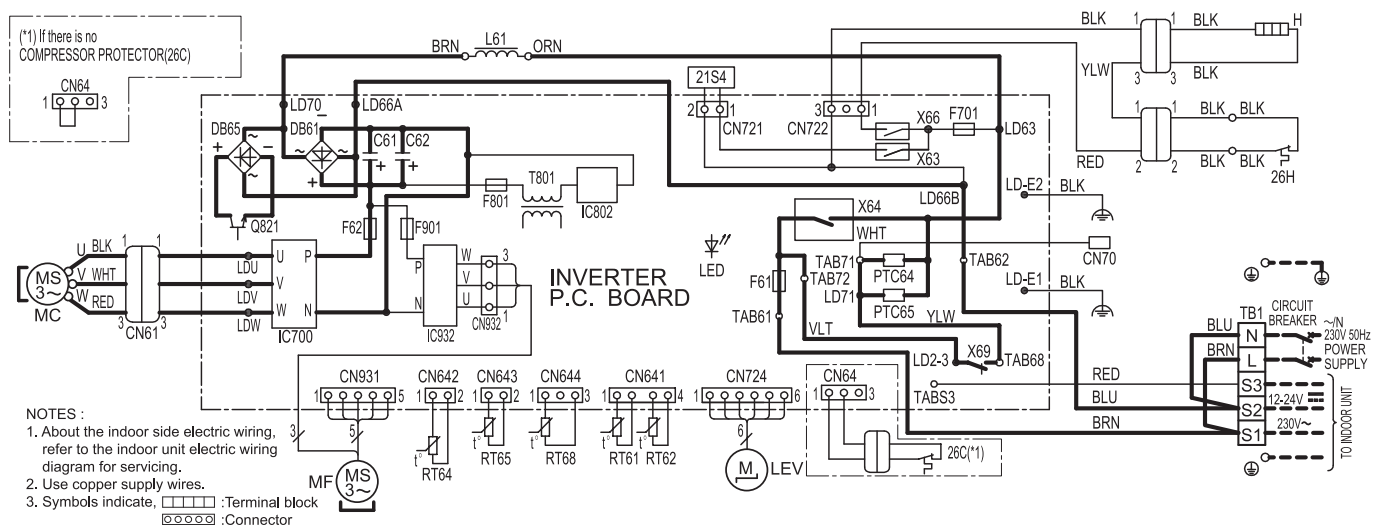 (*1) If there is no
COMPRESSOR PROTECTOR(26C)
CN64
1 3
BRN L61 ORN
BLK 1 1 BLK H
YLW
3 3 BLK
21S4
2 1
CN721
3 1
CN722
X66 F701
X63
LD63
1 1 BLK BLK
RED 2 2 BLK BLK
26H
LD70 LD66A
DB65 DB61 C61 C62
~ − + − ~ ~ + + +
~
Q821
F801 T801 IC802
F62 F901
LD66B
LD-E2 BLK
X64
WHT
LED
CN70
TAB71 TAB62
TAB72
PTC64
LD71
PTC65
F61
TAB61
LD-E1 BLK
VLT YLW
LD2-3 X69 TAB68
INVERTER
P.C. BOARD
MS
3~
MC
U BLK 1 1
V WHT
W RED 3 3
CN61
LDU
LDV
LDW
U P
V
W N
IC700
P W 3
V
N U 1
IC932
CN932
TB1
CIRCUIT
BREAKER
BLU N ~/N
230V 50Hz
BRN L POWER
SUPPLY
RED S3
12-24V
BLU S2
230V~
BRN S1
TO INDOOR UNIT
TABS3
CN931
1 5
5
3
MF MS
3~
CN642
1 2
t°
RT64
CN643
1 2
t°
RT65
CN644
1 3
t°
RT68
CN641
1 4
t° t°
RT61 RT62
CN724
1 6
6
M LEV
CN64
1 3
26C(*1)
NOTES :
1. About the indoor side electric wiring,
refer to the indoor unit electric wiring
diagram for servicing.
2. Use copper supply wires.
3. Symbols indicate, :Terminal block
:Connector